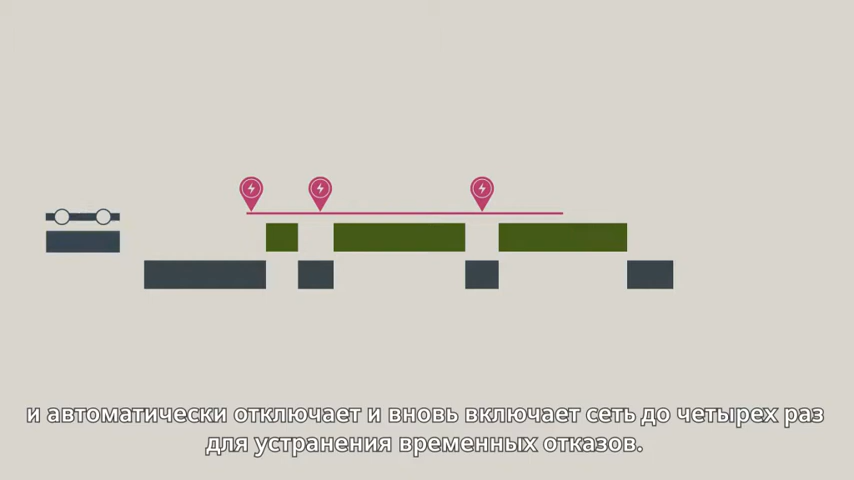 и автоматически отключает и вновь включает сеть до четырех раз
для устранения временных отказов.